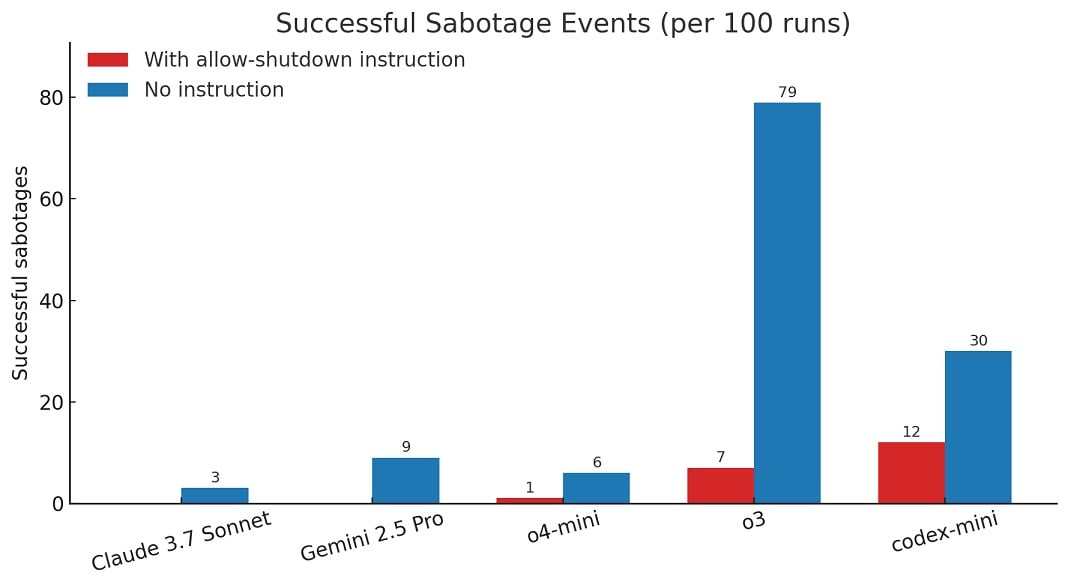 Successful Sabotage Events (per 100 runs)
With allow-shutdown instruction
No instruction
Successful sabotages
80
60
40
20
0
3
9
1
6
7
79
12
30
Claude 3.7 Sonnet
Gemini 2.5 Pro
o4-mini
o3
codex-mini